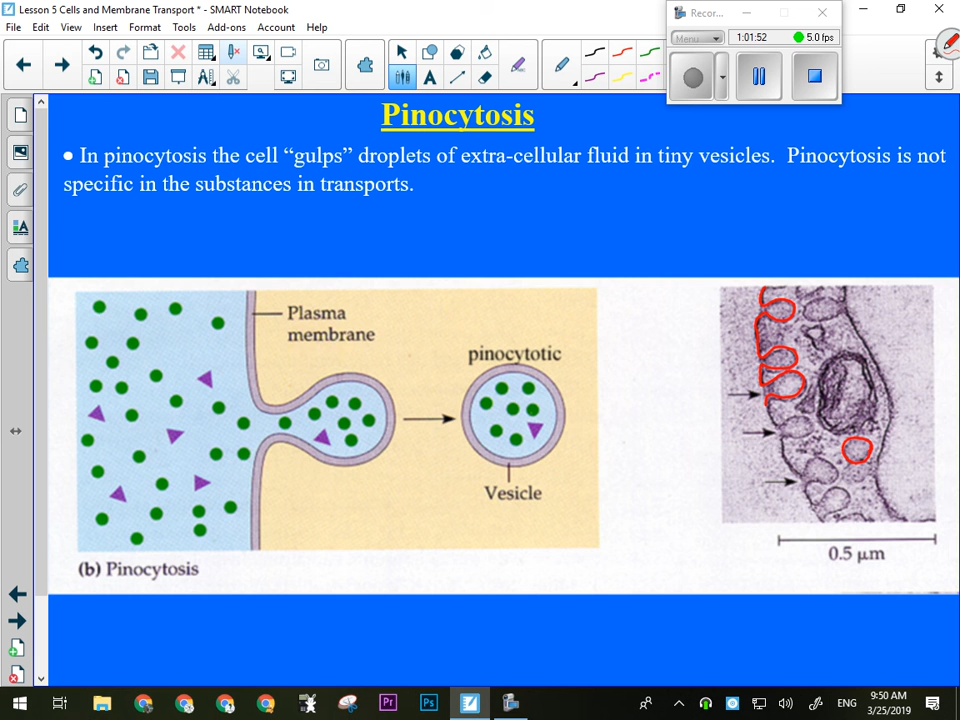 Lesson 5 Cells and Membrane Transport * - SMART Notebook
Recor...
File Edit View Insert Format Tools Add-ons Account Help
Menu
1:01:52
5.0 fps
Pinocytosis
• In pinocytosis the cell “gulps” droplets of extra-cellular fluid in tiny vesicles. Pinocytosis is not
specific in the substances in transports.
Plasma
membrane
pinocytotic
Vesicle
0.5 µm
(b) Pinocytosis
Pr
Ps
ENG
9:50 AM
3/25/2019